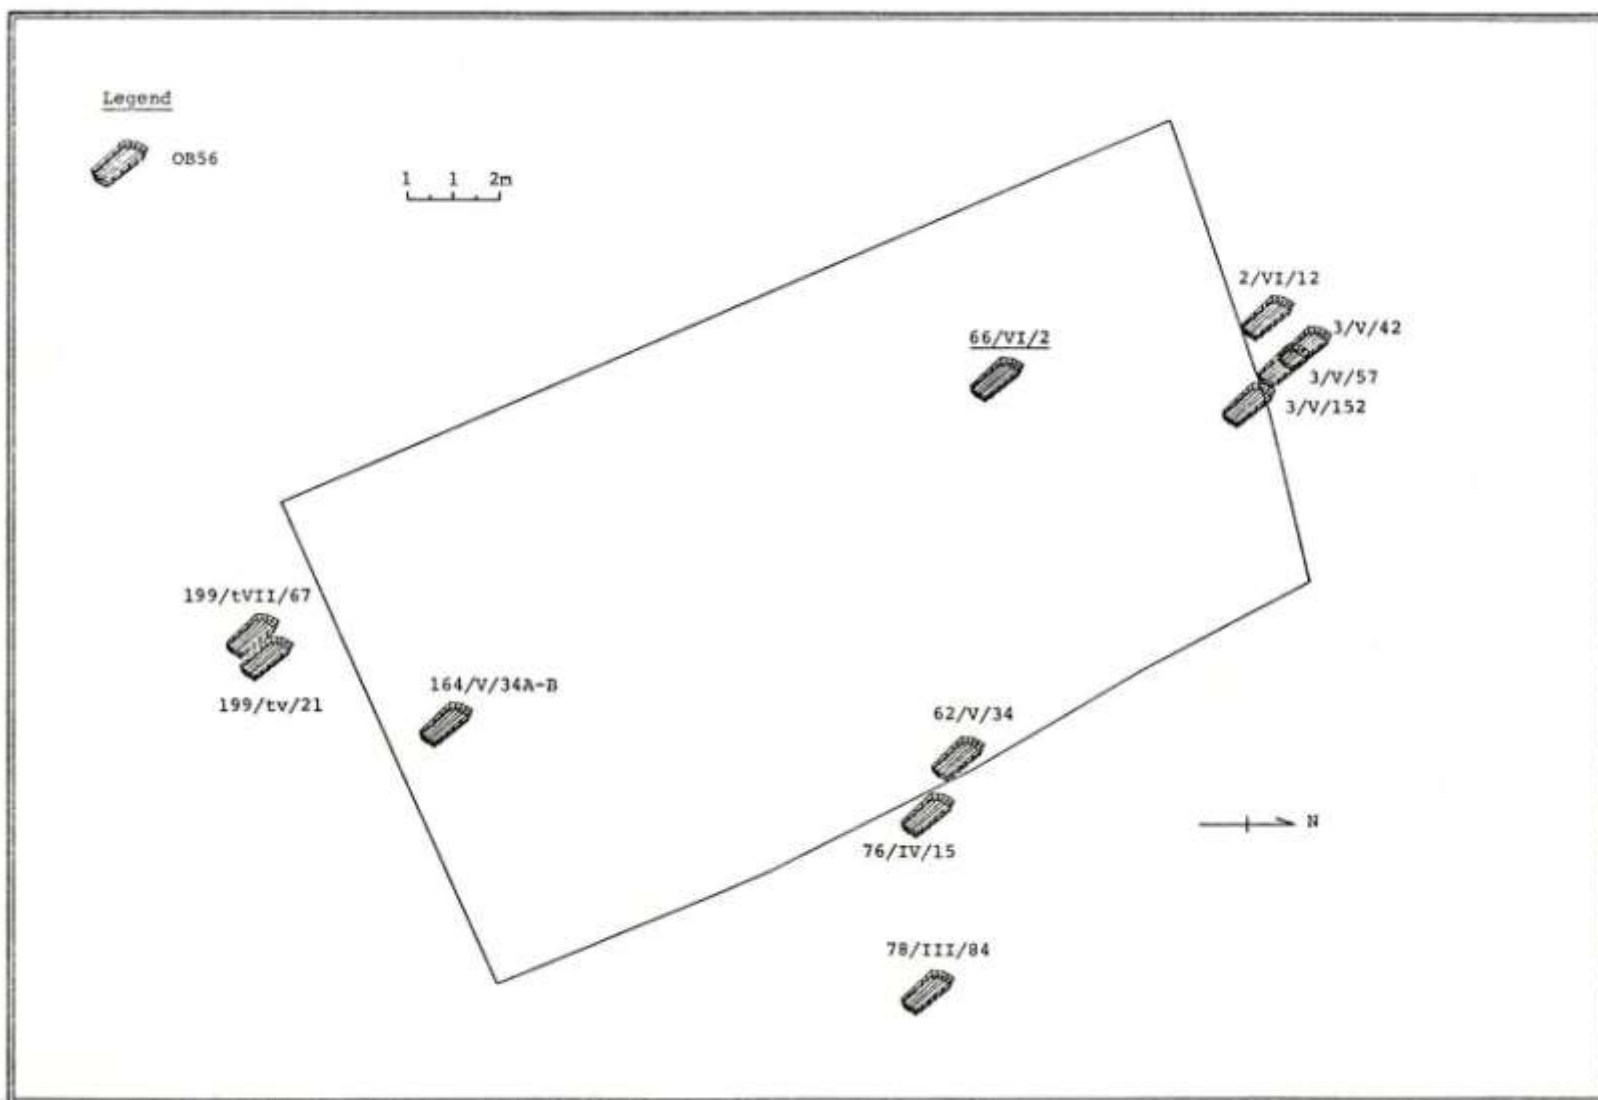 Legend
OB56
1 1 2m
2/VI/12
3/V/42
66/VI/2
3/V/57
3/V/152
199/tVII/67
164/V/34A-B
199/tv/21
62/V/34
N
76/IV/15
78/III/84